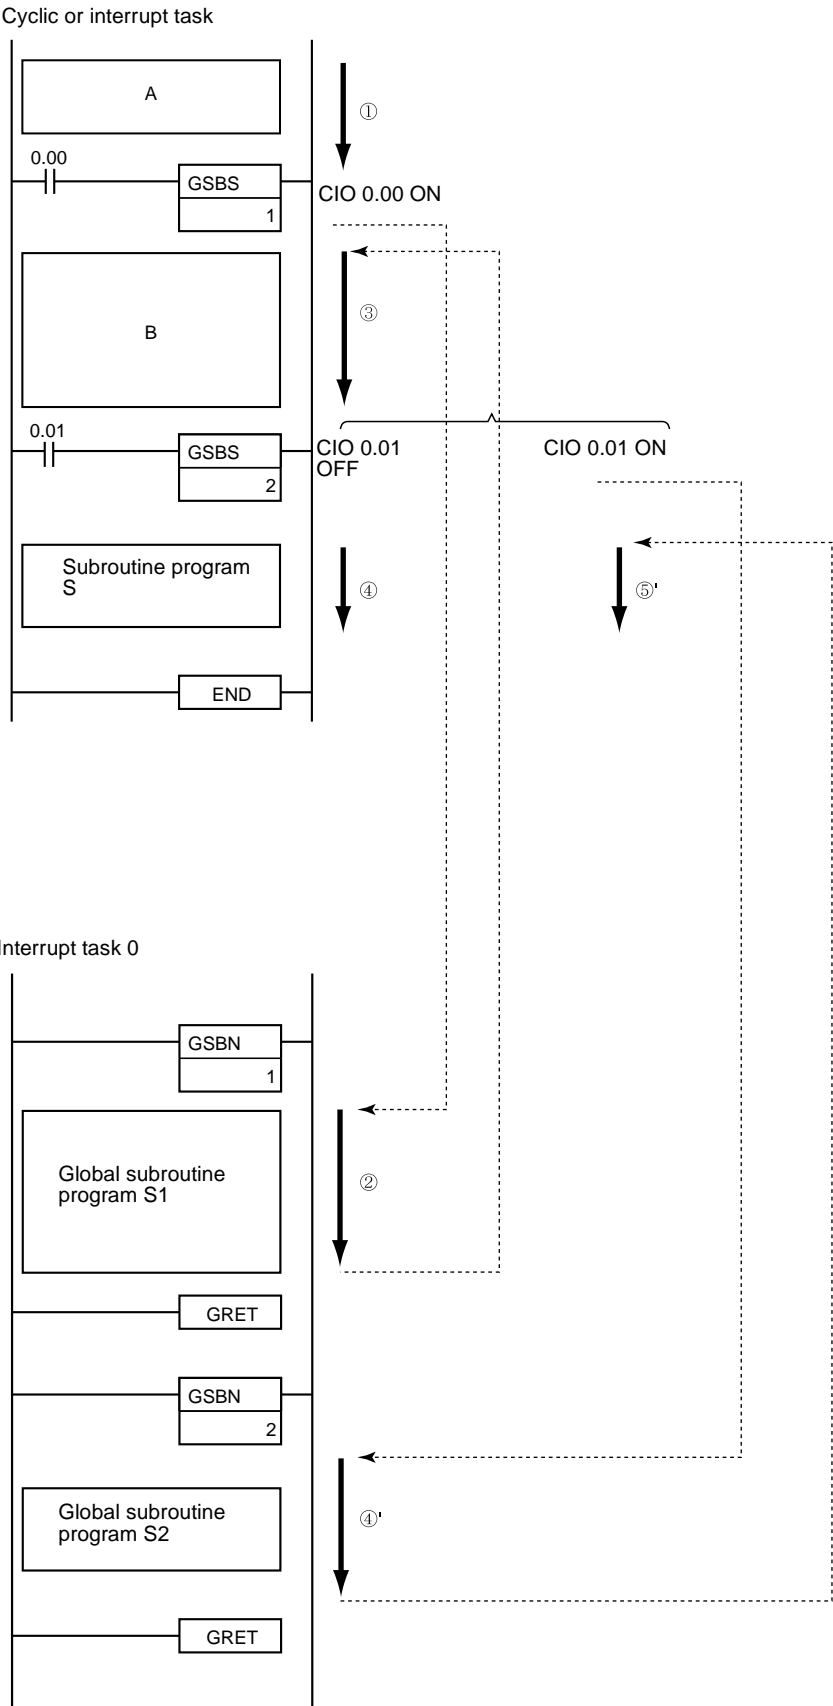 Cyclic or interrupt task
A
①
0.00
GSBS
1
CIO 0.00 ON
B
③
0.01
GSBS
2
CIO 0.01
OFF
CIO 0.01 ON
Subroutine program
S
④
⑤'
END
Interrupt task 0
GSBN
1
Global subroutine
program S1
②
GRET
GSBN
2
Global subroutine
program S2
④'
GRET